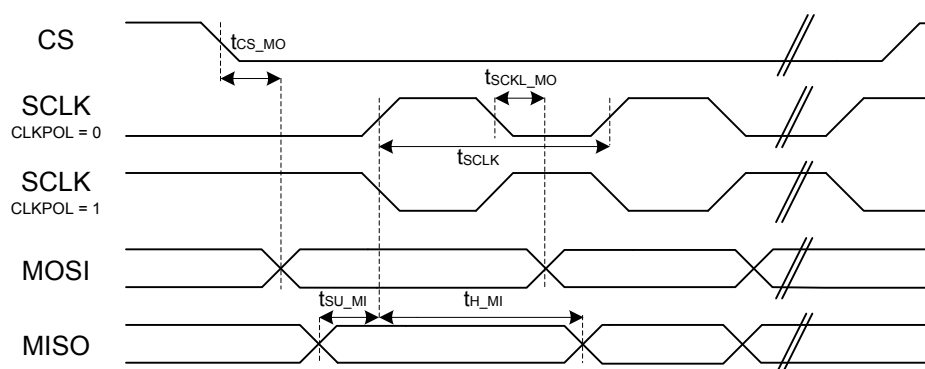 CS
tCS_MO
SCLK
CLKPOL = 0
tSCKL_MO
tSCLK
SCLK
CLKPOL = 1
MOSI
tSU_MI
tH_MI
MISO